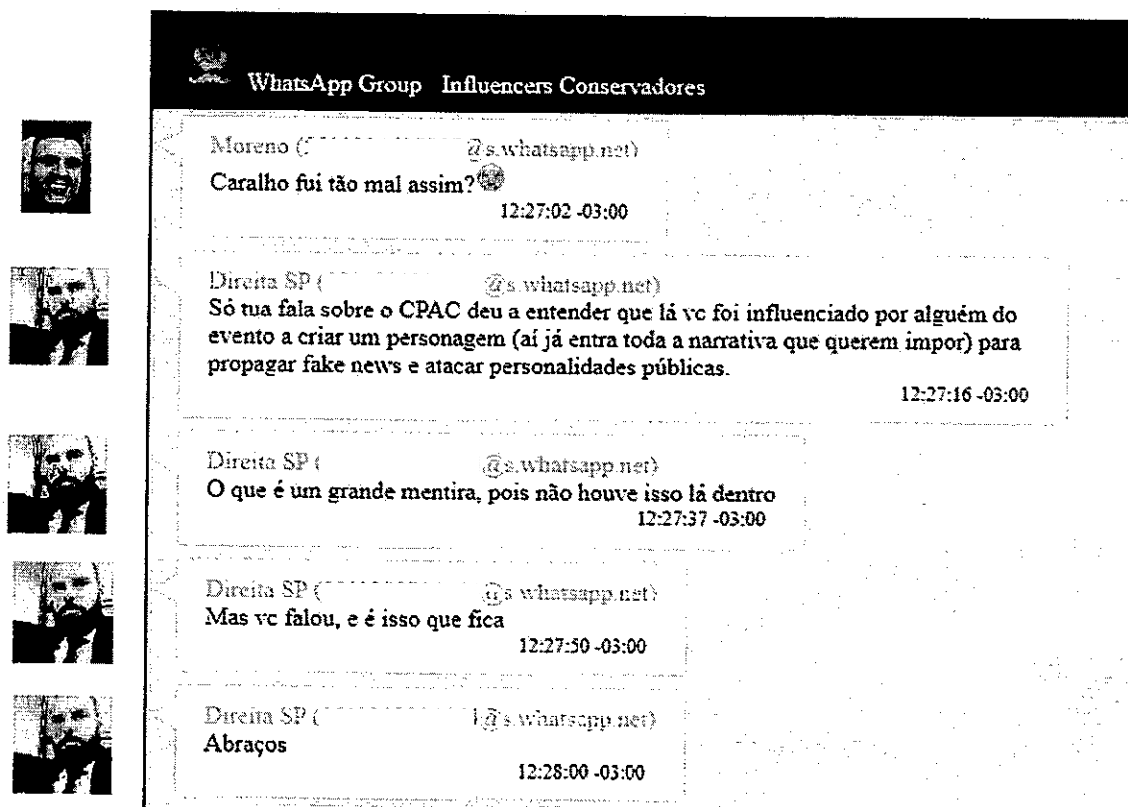 WhatsApp Group Influencers Conservadores
Moreno ( @s.whatsapp.net)
Caralho fui tão mal assim?
12:27:02 -03:00
Direita SP ( @s.whatsapp.net)
Só tua fala sobre o CPAC deu a entender que lá vc foi influenciado por alguém do
evento a criar um personagem (aí já entra toda a narrativa que querem impor) para
propagar fake news e atacar personalidades públicas.
12:27:16 -03:00
Direita SP ( @s.whatsapp.net)
O que é um grande mentira, pois não houve isso lá dentro
12:27:37 -03:00
Direita SP ( @s.whatsapp.net)
Mas vc falou, e é isso que fica
12:27:50 -03:00
Direita SP ( @s.whatsapp.net)
Abraços
12:28:00 -03:00